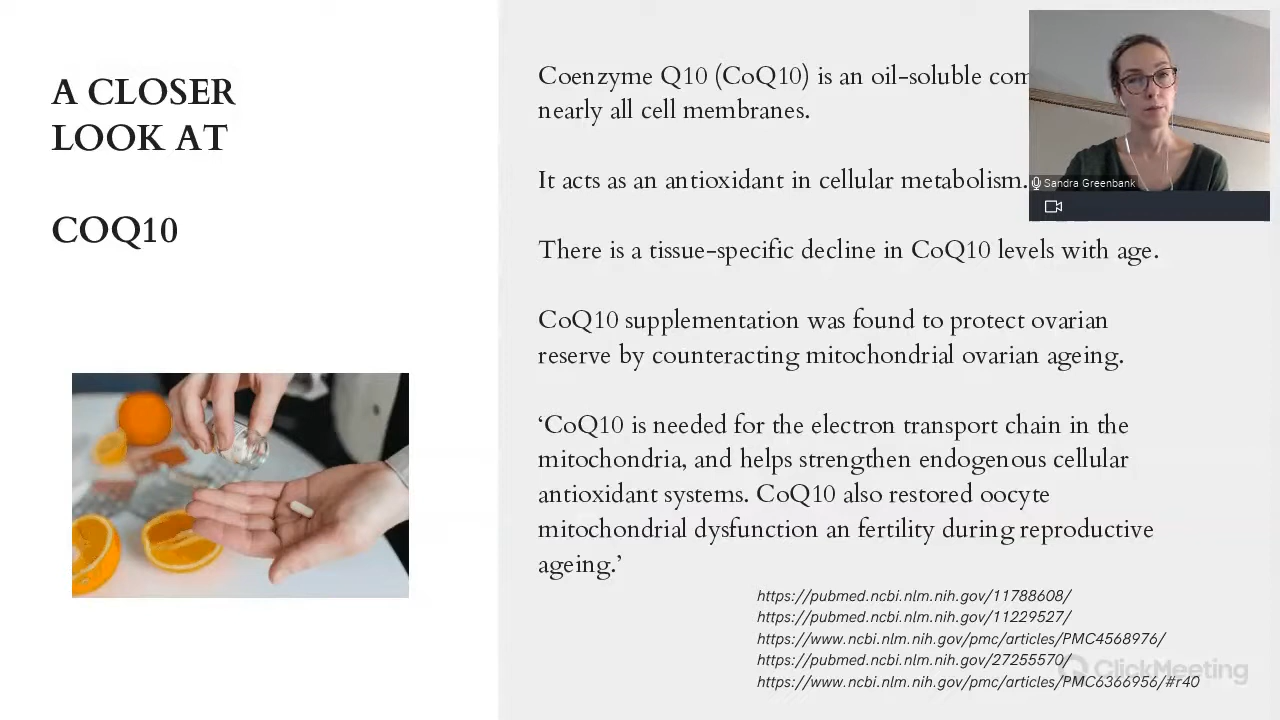 A CLOSER
LOOK AT
COQ10
Coenzyme Q10 (CoQ10) is an oil-soluble
nearly all cell membranes.
It acts as an antioxidant in cellular metabolism.
There is a tissue-specific decline in CoQ10 levels with age.
CoQ10 supplementation was found to protect ovarian
reserve by counteracting mitochondrial ovarian ageing.
‘CoQ10 is needed for the electron transport chain in the
mitochondria, and helps strengthen endogenous cellular
antioxidant systems. CoQ10 also restored oocyte
mitochondrial dysfunction an fertility during reproductive
ageing.’
https://pubmed.ncbi.nlm.nih.gov/11788608/
https://pubmed.ncbi.nlm.nih.gov/11229527/
https://www.ncbi.nlm.nih.gov/pmc/articles/PMC4568976/
https://pubmed.ncbi.nlm.nih.gov/27255570/
https://www.ncbi.nlm.nih.gov/pmc/articles/PMC6366956/#r40
Sandra Greenbank
ClickMeeting